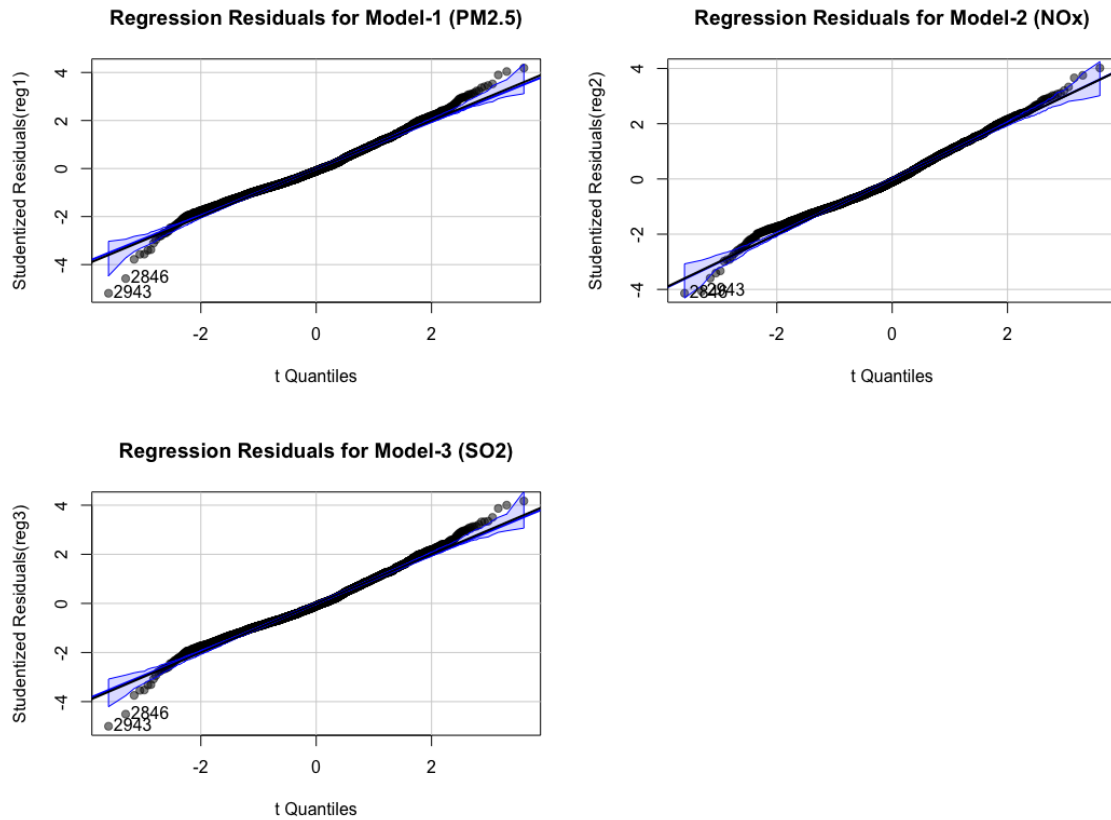 Regression Residuals for Model-1 (PM2.5)
Studentized Residuals(reg1)
4
2
0
-2
-4
2846
2943
-2 0 2
t Quantiles
Regression Residuals for Model-2 (NOx)
Studentized Residuals(reg2)
4
2
0
-2
-4
2943
2846
-2 0 2
t Quantiles
Regression Residuals for Model-3 (SO2)
Studentized Residuals(reg3)
4
2
0
-2
-4
2846
2943
-2 0 2
t Quantiles